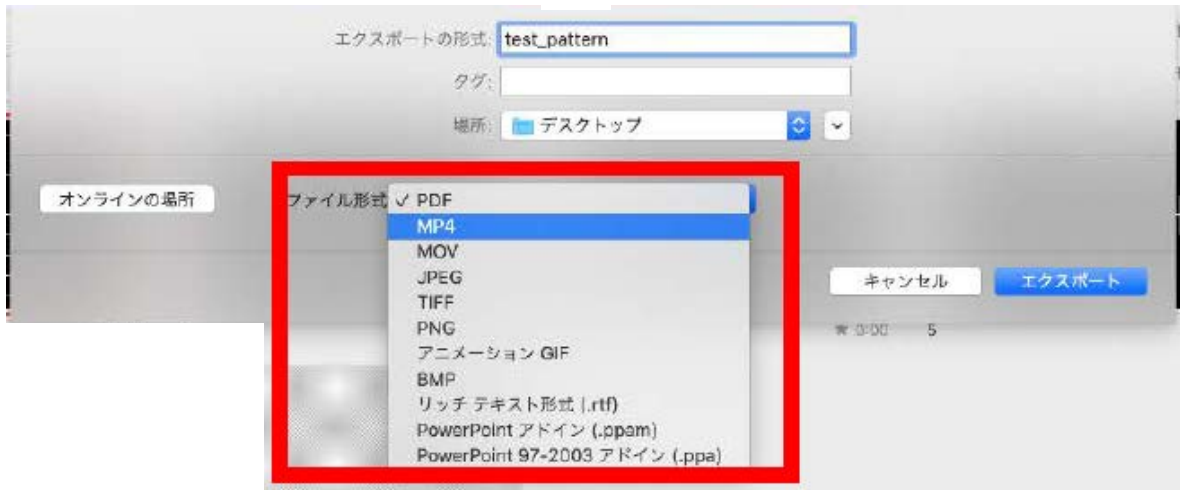 エクスポートの形式: test_pattern
タグ:
場所: デスクトップ
オンラインの場所
ファイル形式 ✓ PDF
MP4
MOV
JPEG
TIFF
PNG
アニメーション GIF
BMP
リッチ テキスト形式 (.rtf)
PowerPoint アドイン (.ppam)
PowerPoint 97-2003 アドイン (.ppa)
キャンセル エクスポート
★ 0:00 5